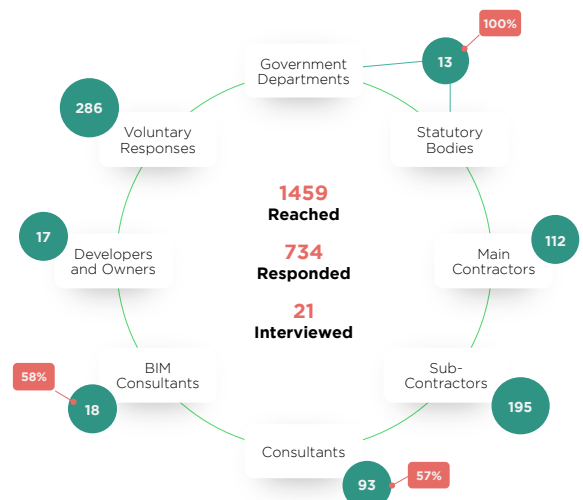 100%
13
Government
Departments
286
Voluntary
Responses
Statutory
Bodies
1459
Reached
17
Developers
and Owners
734
Responded
Main
Contractors
112
21
Interviewed
58%
18
BIM
Consultants
Sub-
Contractors
195
Consultants
93
57%